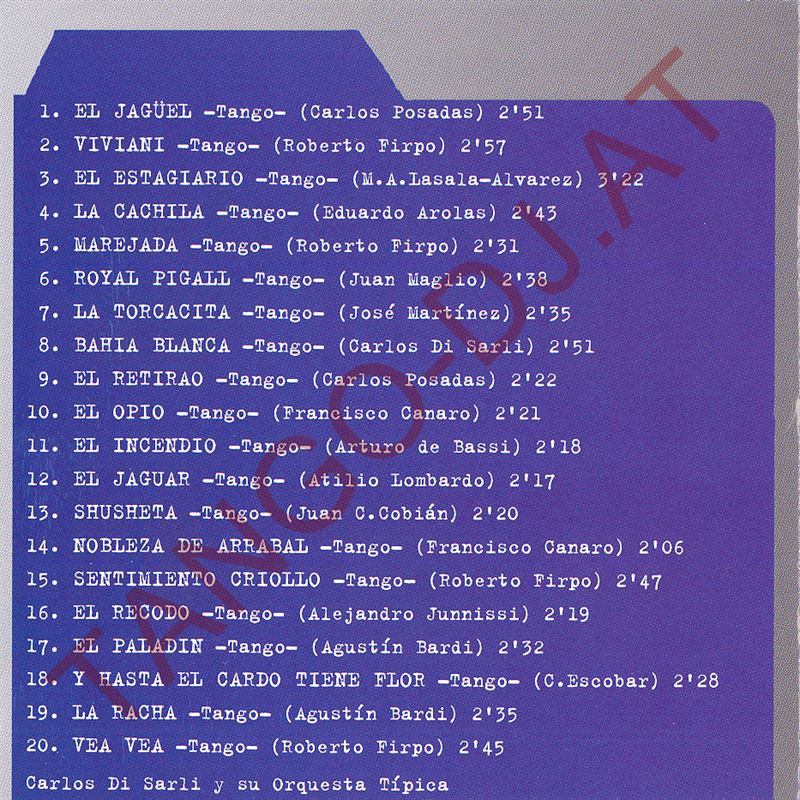 1. EL JAGÜEL -Tango- (Carlos Posadas) 2'51
2. VIVIANI -Tango- (Roberto Firpo) 2'57
3. EL ESTAGIARIO -Tango- (M.A.Lasala-Alvarez) 3'22
4. LA CACHILA -Tango- (Eduardo Arolas) 2'43
5. MAREJADA -Tango- (Roberto Firpo) 2'31
6. ROYAL PIGALL -Tango- (Juan Maglio) 2'38
7. LA TORCACITA -Tango- (José Martínez) 2'35
8. BAHIA BLANCA -Tango- (Carlos Di Sarli) 2'51
9. EL RETIRAO -Tango- (Carlos Posadas) 2'22
10. EL OPIO -Tango- (Francisco Canaro) 2'21
11. EL INCENDIO -Tango- (Arturo de Bassi) 2'18
12. EL JAGUAR -Tango- (Atilio Lombardo) 2'17
13. SHUSHETA -Tango- (Juan C.Cobián) 2'20
14. NOBLEZA DE ARRABAL -Tango- (Francisco Canaro) 2'06
15. SENTIMIENTO CRIOLLO -Tango- (Roberto Firpo) 2'47
16. EL RECODO -Tango- (Alejandro Junnissi) 2'19
17. EL PALADIN -Tango- (Agustín Bardi) 2'32
18. Y HASTA EL CARDO TIENE FLOR -Tango- (C.Escobar) 2'28
19. LA RACHA -Tango- (Agustín Bardi) 2'35
20. VEA VEA -Tango- (Roberto Firpo) 2'45
Carlos Di Sarli y su Orquesta Típica
TANGO-DJ.AT